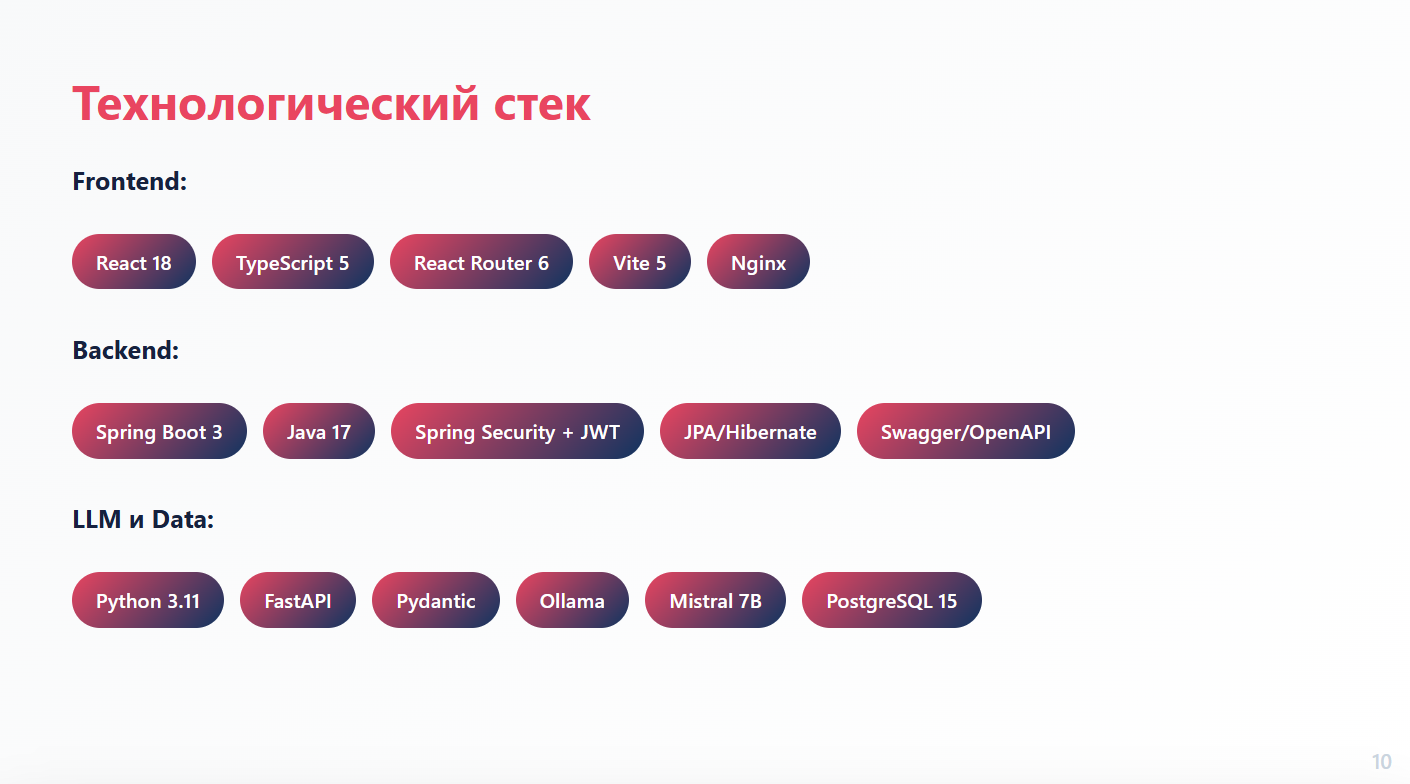 Технологический стек
Frontend:
React 18 TypeScript 5 React Router 6 Vite 5 Nginx
Backend:
Spring Boot 3 Java 17 Spring Security + JWT JPA/Hibernate Swagger/OpenAPI
LLM и Data:
Python 3.11 FastAPI Pydantic Ollama Mistral 7B PostgreSQL 15
10